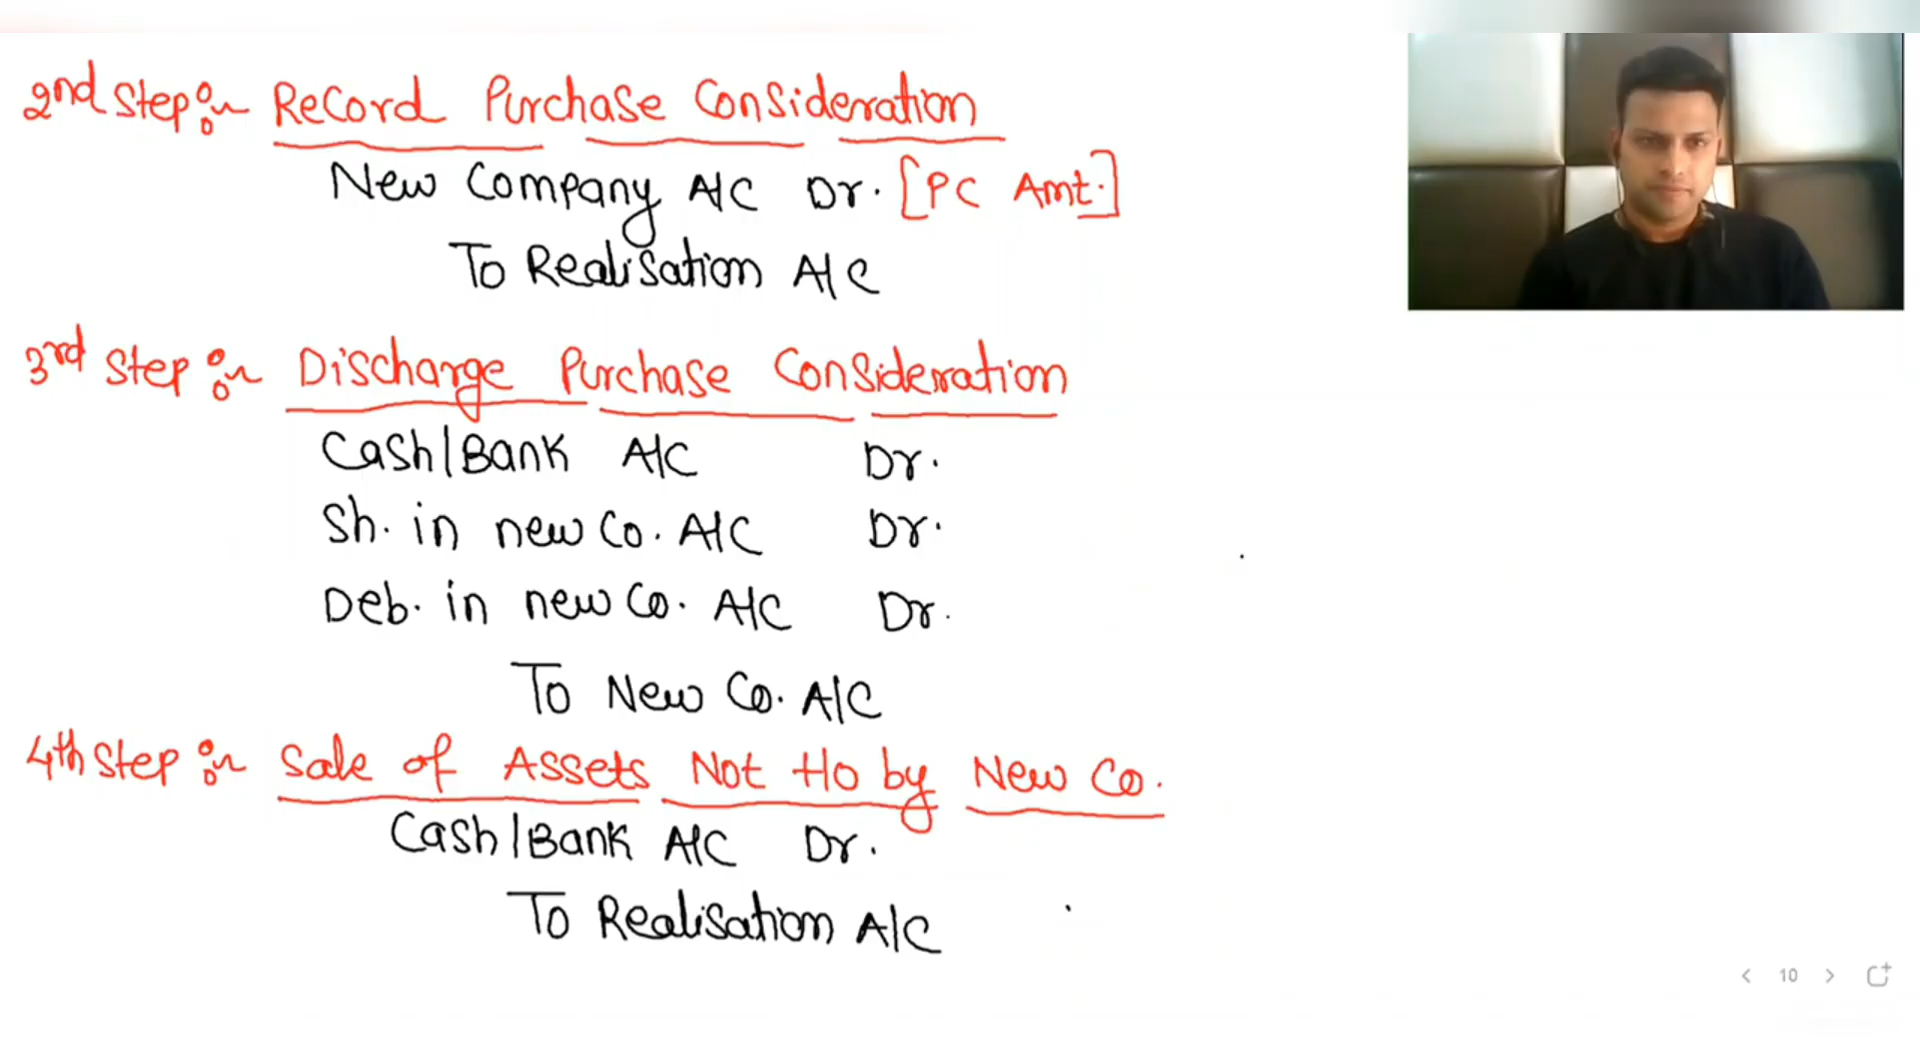 2nd Step:- Record Purchase Consideration
New Company A/C Dr. [PC Amt.]
To Realisation A/C
3rd Step:- Discharge Purchase Consideration
Cash/Bank A/C Dr.
Sh. in new Co. A/C Dr.
Deb. in new Co. A/C Dr.
To New Co. A/C
4th Step:- Sale of Assets Not t/o by New Co.
Cash/Bank A/C Dr.
To Realisation A/C
< 10 >